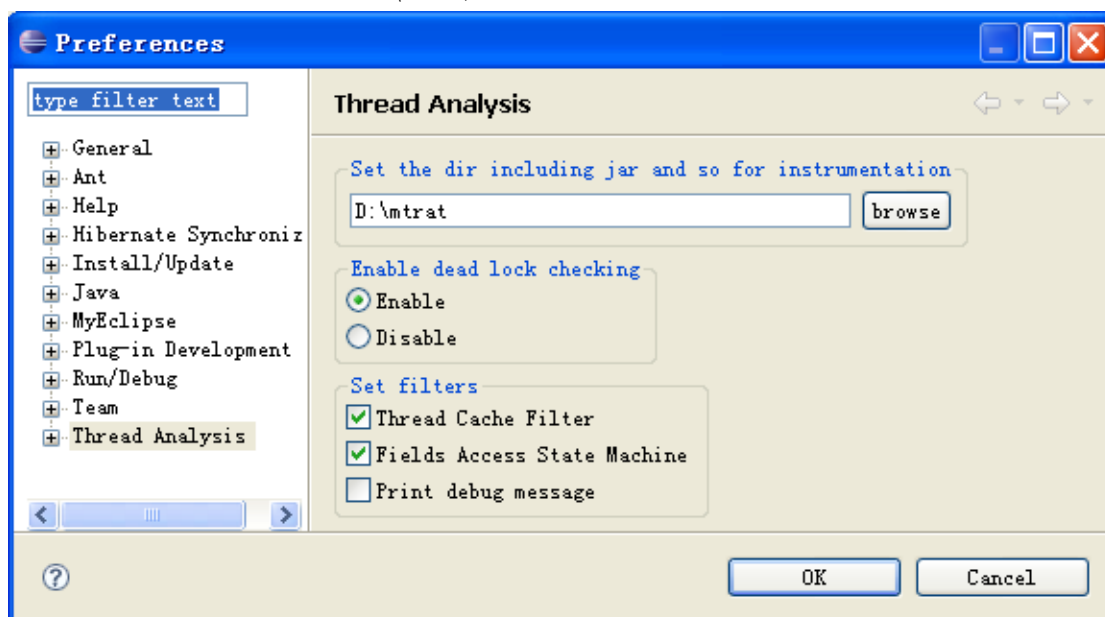 Preferences
type filter text
General
Ant
Help
Hibernate Synchroniz
Install/Update
Java
MyEclipse
Plug-in Development
Run/Debug
Team
Thread Analysis
Thread Analysis
Set the dir including jar and so for instrumentation
D:\mtrat
browse
Enable dead lock checking
Enable
Disable
Set filters
Thread Cache Filter
Fields Access State Machine
Print debug message
OK
Cancel